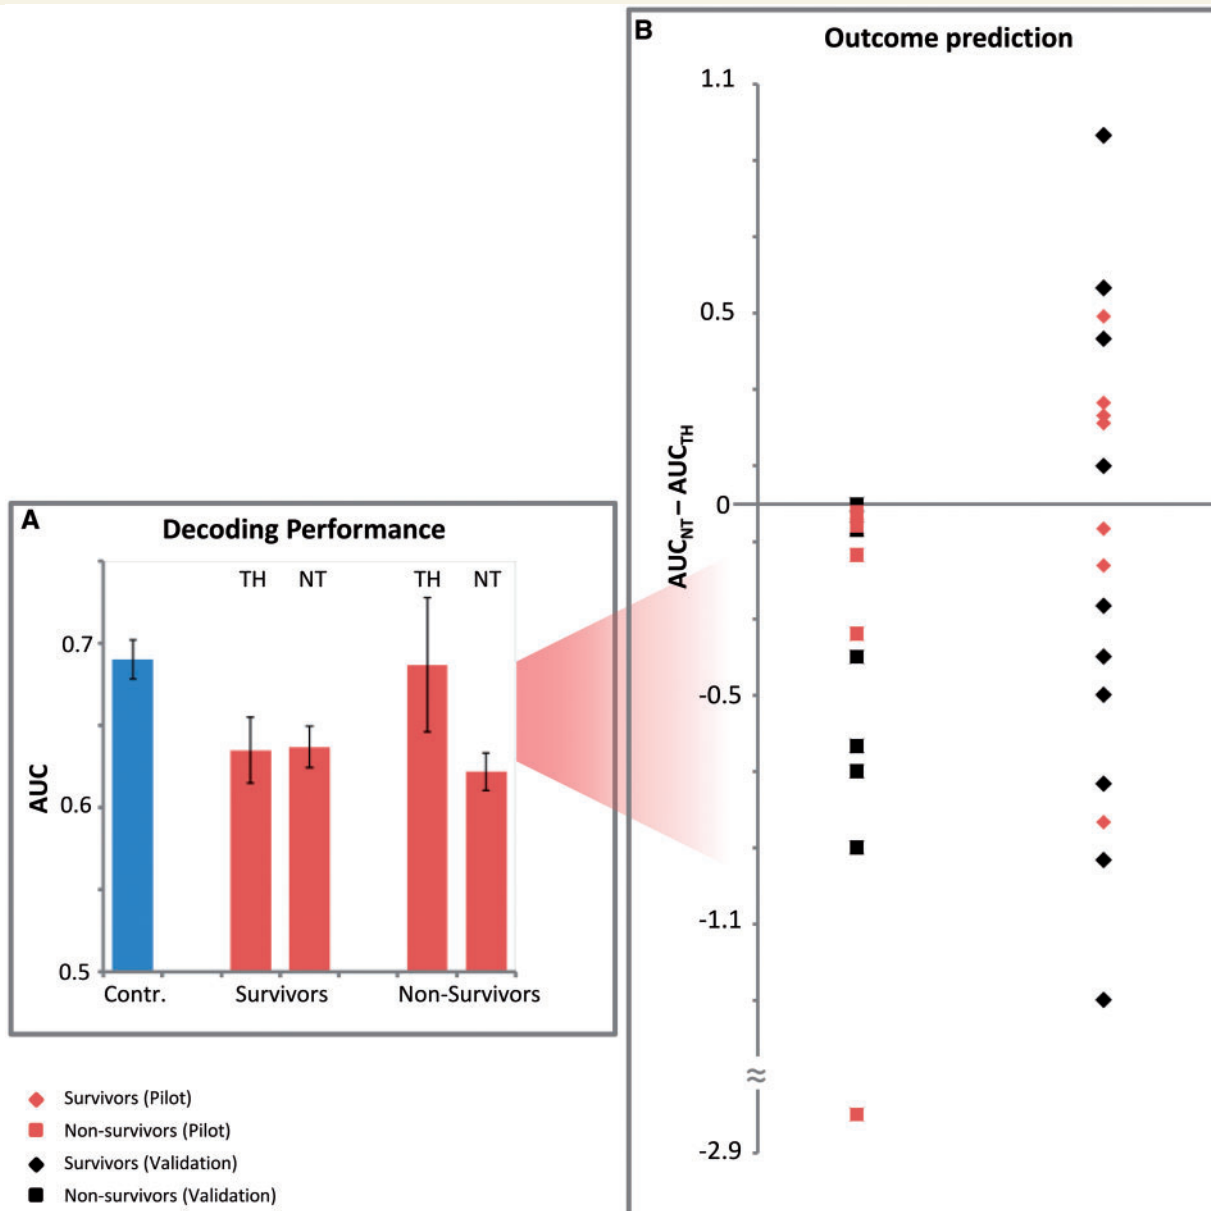 A
Decoding Performance
TH NT TH NT
0.7
0.6
0.5
AUC
Contr. Survivors Non-Survivors
Survivors (Pilot)
Non-survivors (Pilot)
Survivors (Validation)
Non-survivors (Validation)
B
Outcome prediction
1.1
0.5
0
-0.5
-1.1
≈
-2.9
AUCNT – AUCTH